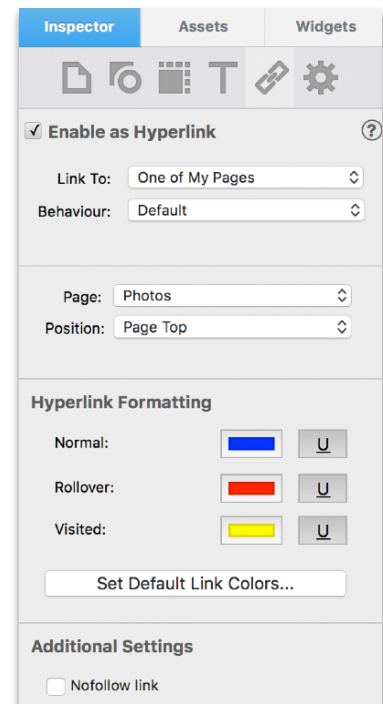 Inspector Assets Widgets
T
Enable as Hyperlink ?
Link To: One of My Pages
Behaviour: Default
Page: Photos
Position: Page Top
Hyperlink Formatting
Normal: U
Rollover: U
Visited: U
Set Default Link Colors...
Additional Settings
Nofollow link